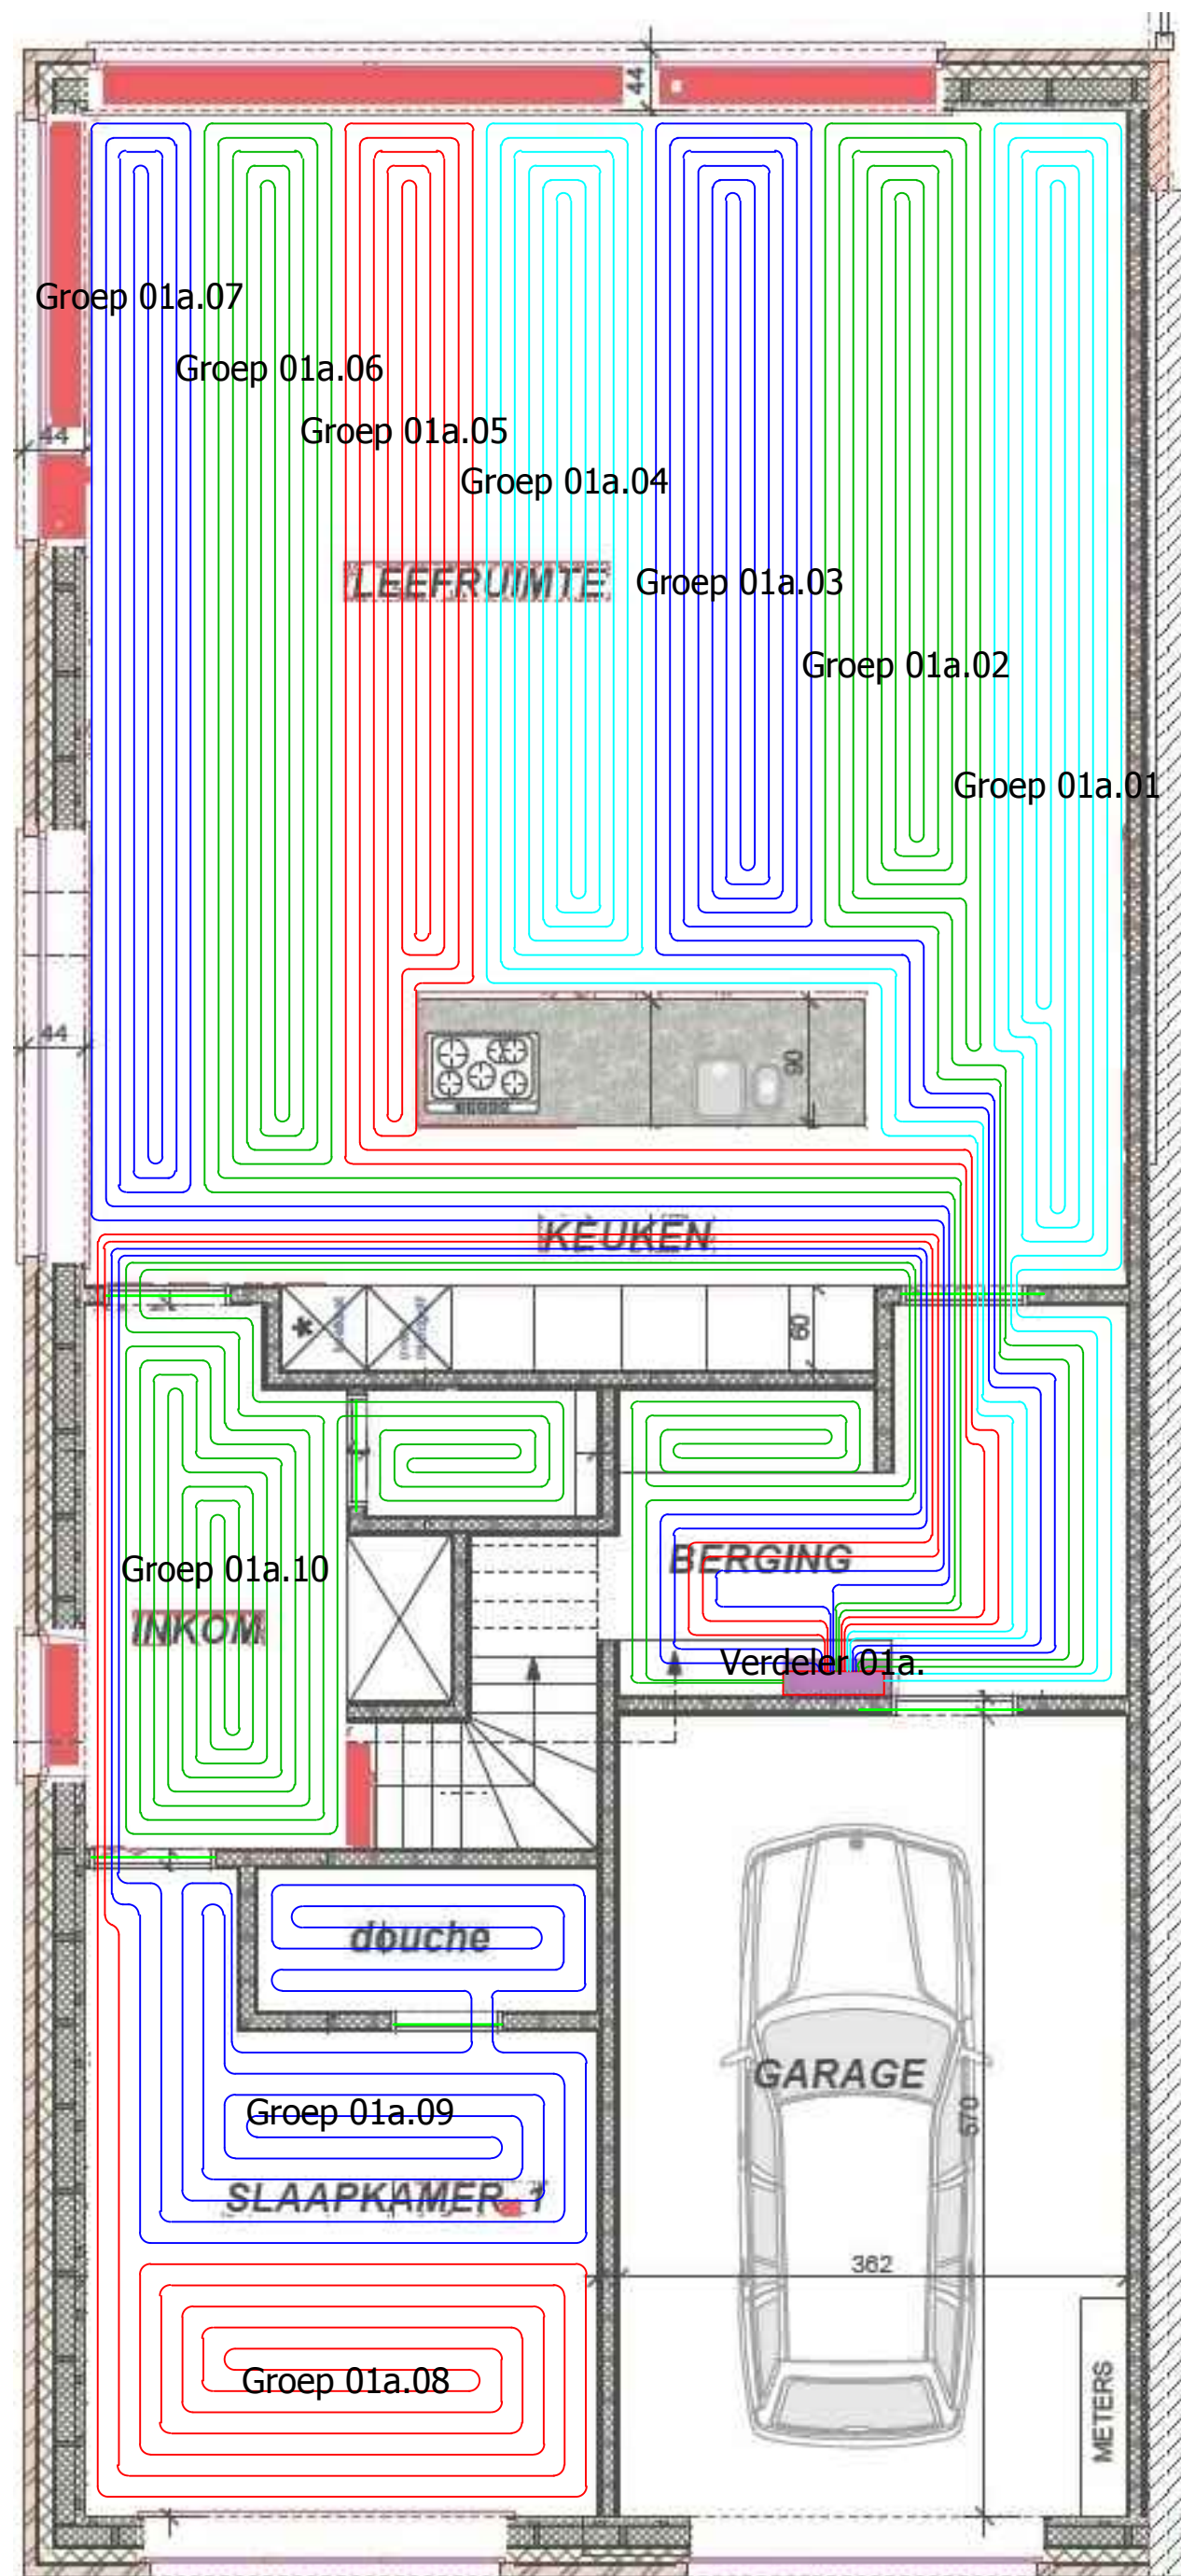 44
Groep 01a.07
Groep 01a.06
Groep 01a.05
44
Groep 01a.04
LEEFRUIMTE
Groep 01a.03
Groep 01a.02
Groep 01a.01
44
90
KEUKEN
*
60
Groep 01a.10
BERGING
INKOM
Verdeler 01a.
douche
GARAGE
570
Groep 01a.09
SLAAPKAMER 1
362
Groep 01a.08
METERS